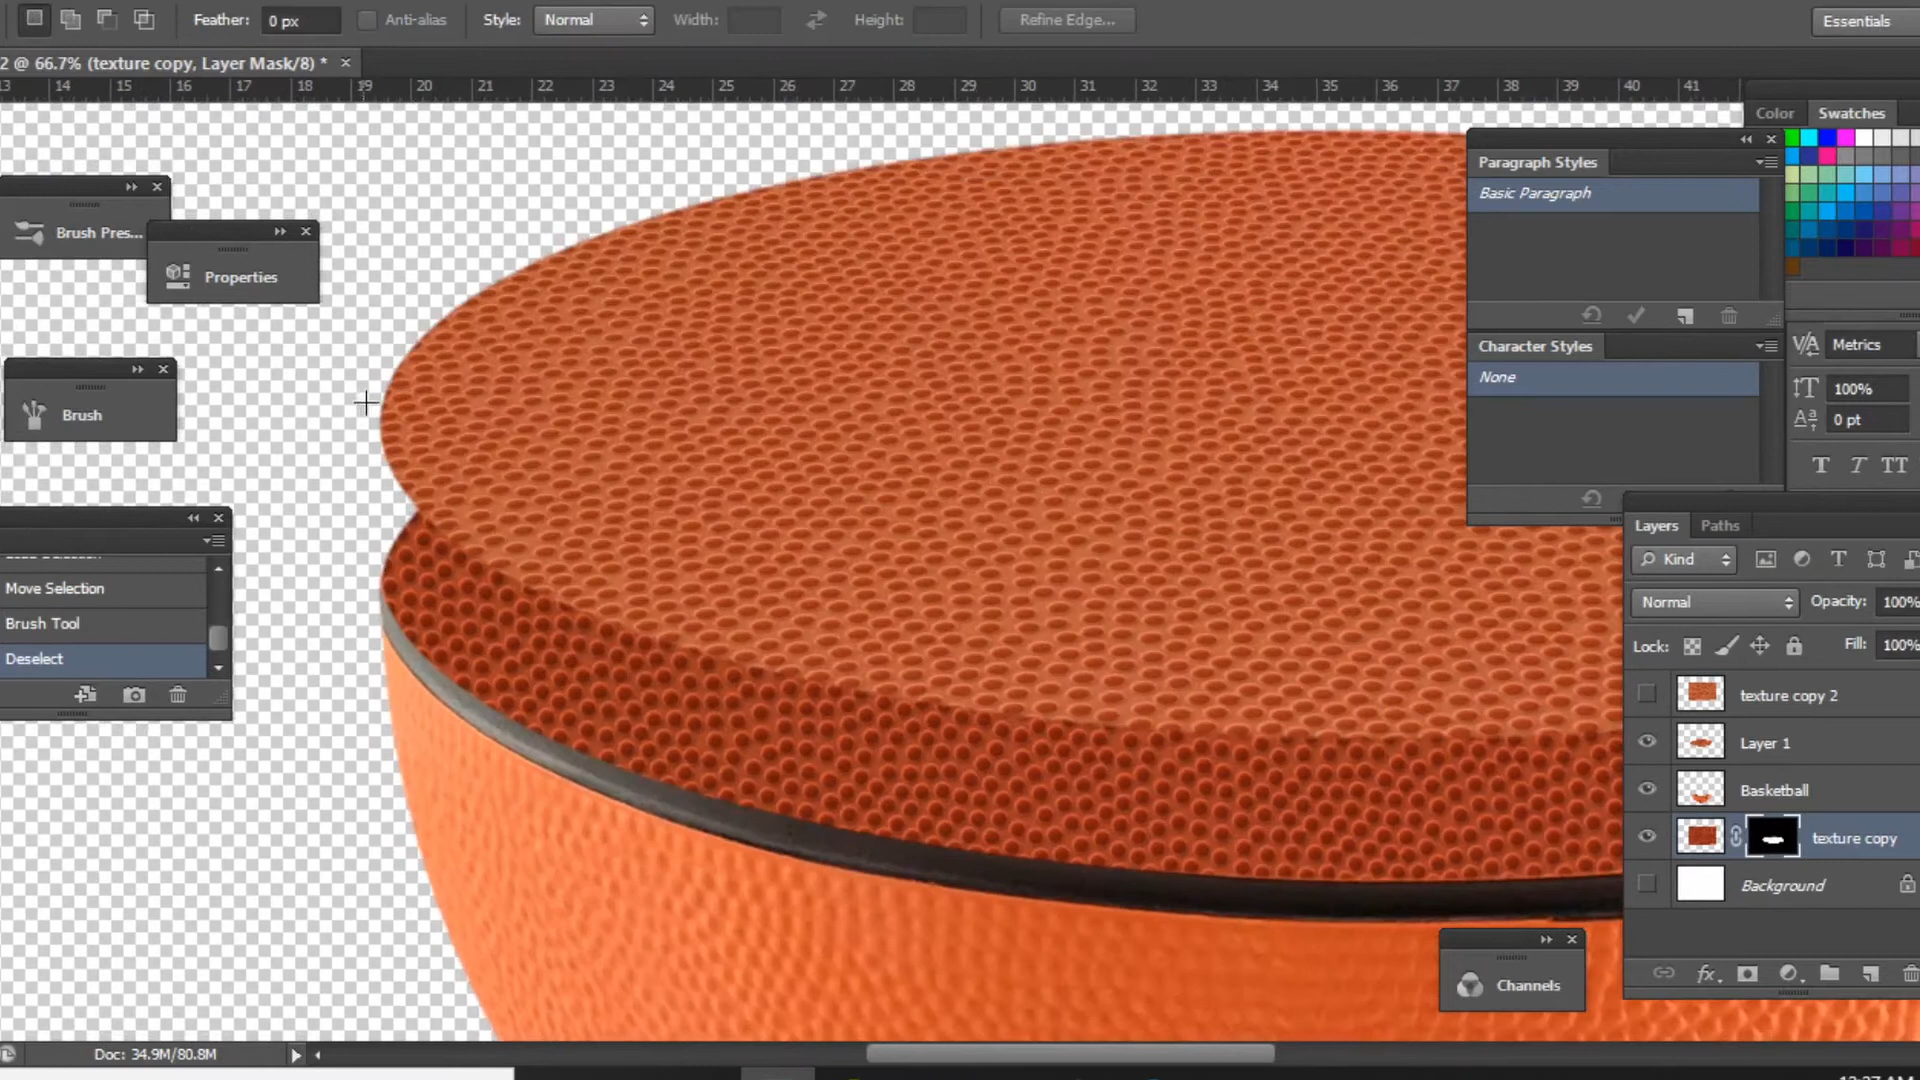 Feather: 0 px Anti-alias Style: Normal Width: Height: Refine Edge... Essentials
2 @ 66.7% (texture copy, Layer Mask/8) * ×
13 14 15 16 17 18 19 20 21 22 23 24 25 26 27 28 29 30 31 32 33 34 35 36 37 38 39 40 41
Color Swatches
Paragraph Styles
Basic Paragraph
Brush Pres...
Properties
Character Styles
Metrics
None
100%
Brush
0 pt
T T TT
Layers Paths
Kind
Move Selection
Normal Opacity: 100%
Brush Tool
Lock: Fill: 100%
Deselect
texture copy 2
Layer 1
Basketball
texture copy
Background
fx
Channels
Doc: 34.9M/80.8M